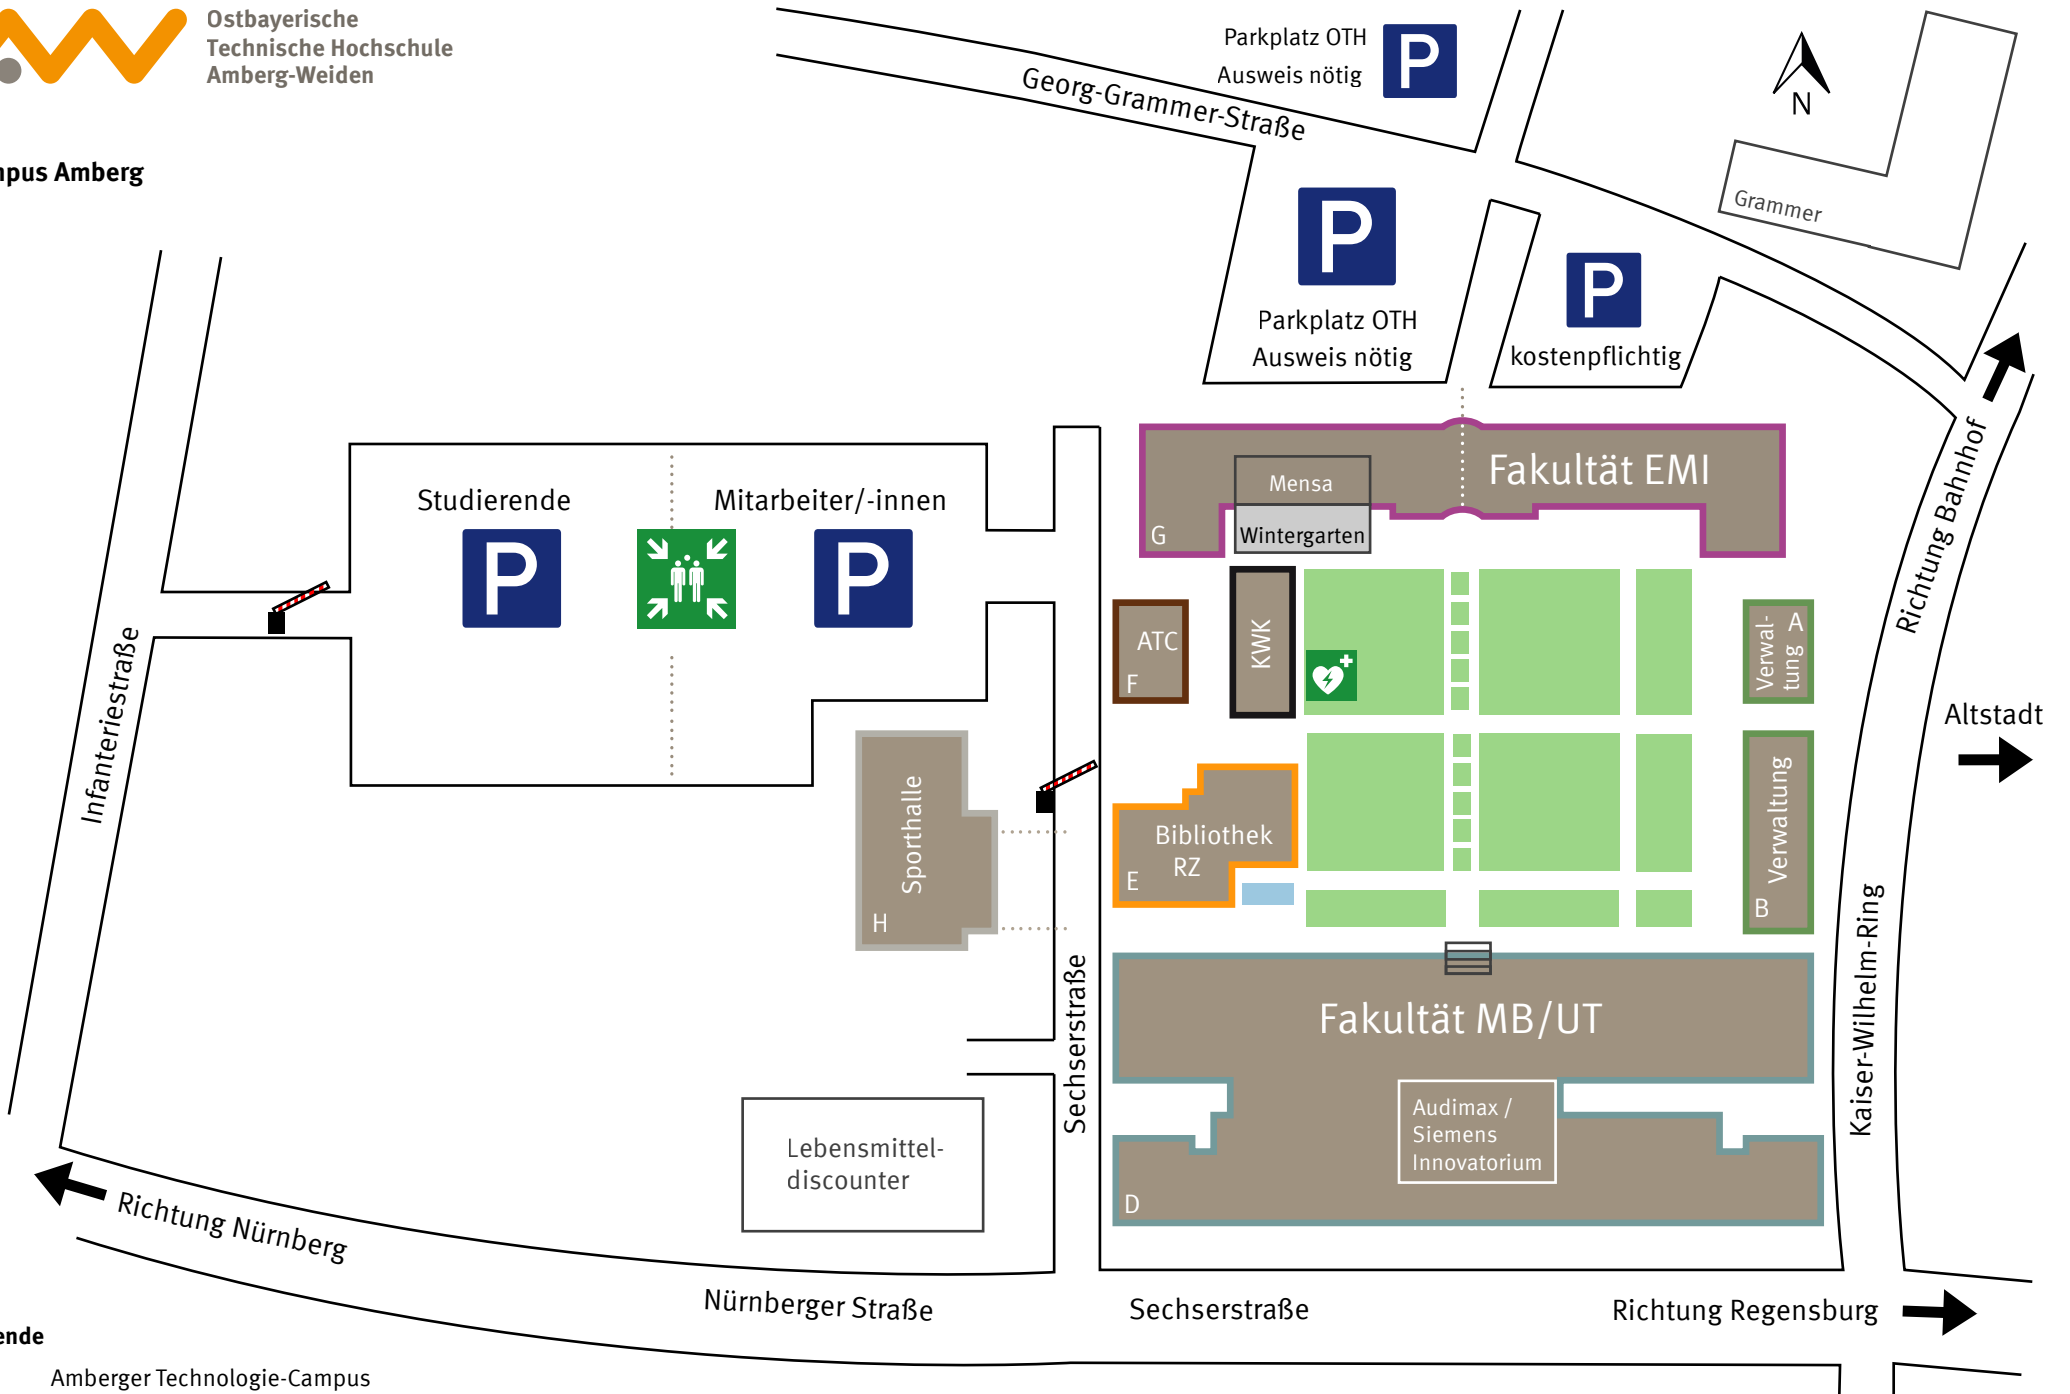 Ostbayerische
Technische Hochschule
Amberg-Weiden
Amberg
Parkplatz OTH
Ausweis nötig
P
Georg-Grammer-Straße
N
Grammer
P
Parkplatz OTH
Ausweis nötig
P
kostenpflichtig
Richtung Bahnhof
Studierende
P
Mitarbeiter/-innen
P
Fakultät EMI
Mensa
Wintergarten
G
Infanteriestraße
ATC
F
KWK
Verwal-
tung
A
Altstadt
Sporthalle
H
Bibliothek
RZ
E
Verwaltung
B
Sechserstraße
Fakultät MB/UT
Kaiser-Wilhelm-Ring
Audimax /
Siemens
Innovatorium
D
Lebensmittel-
discounter
Richtung Nürnberg
Nürnberger Straße
Sechserstraße
Richtung Regensburg
Amberger Technologie-Campus